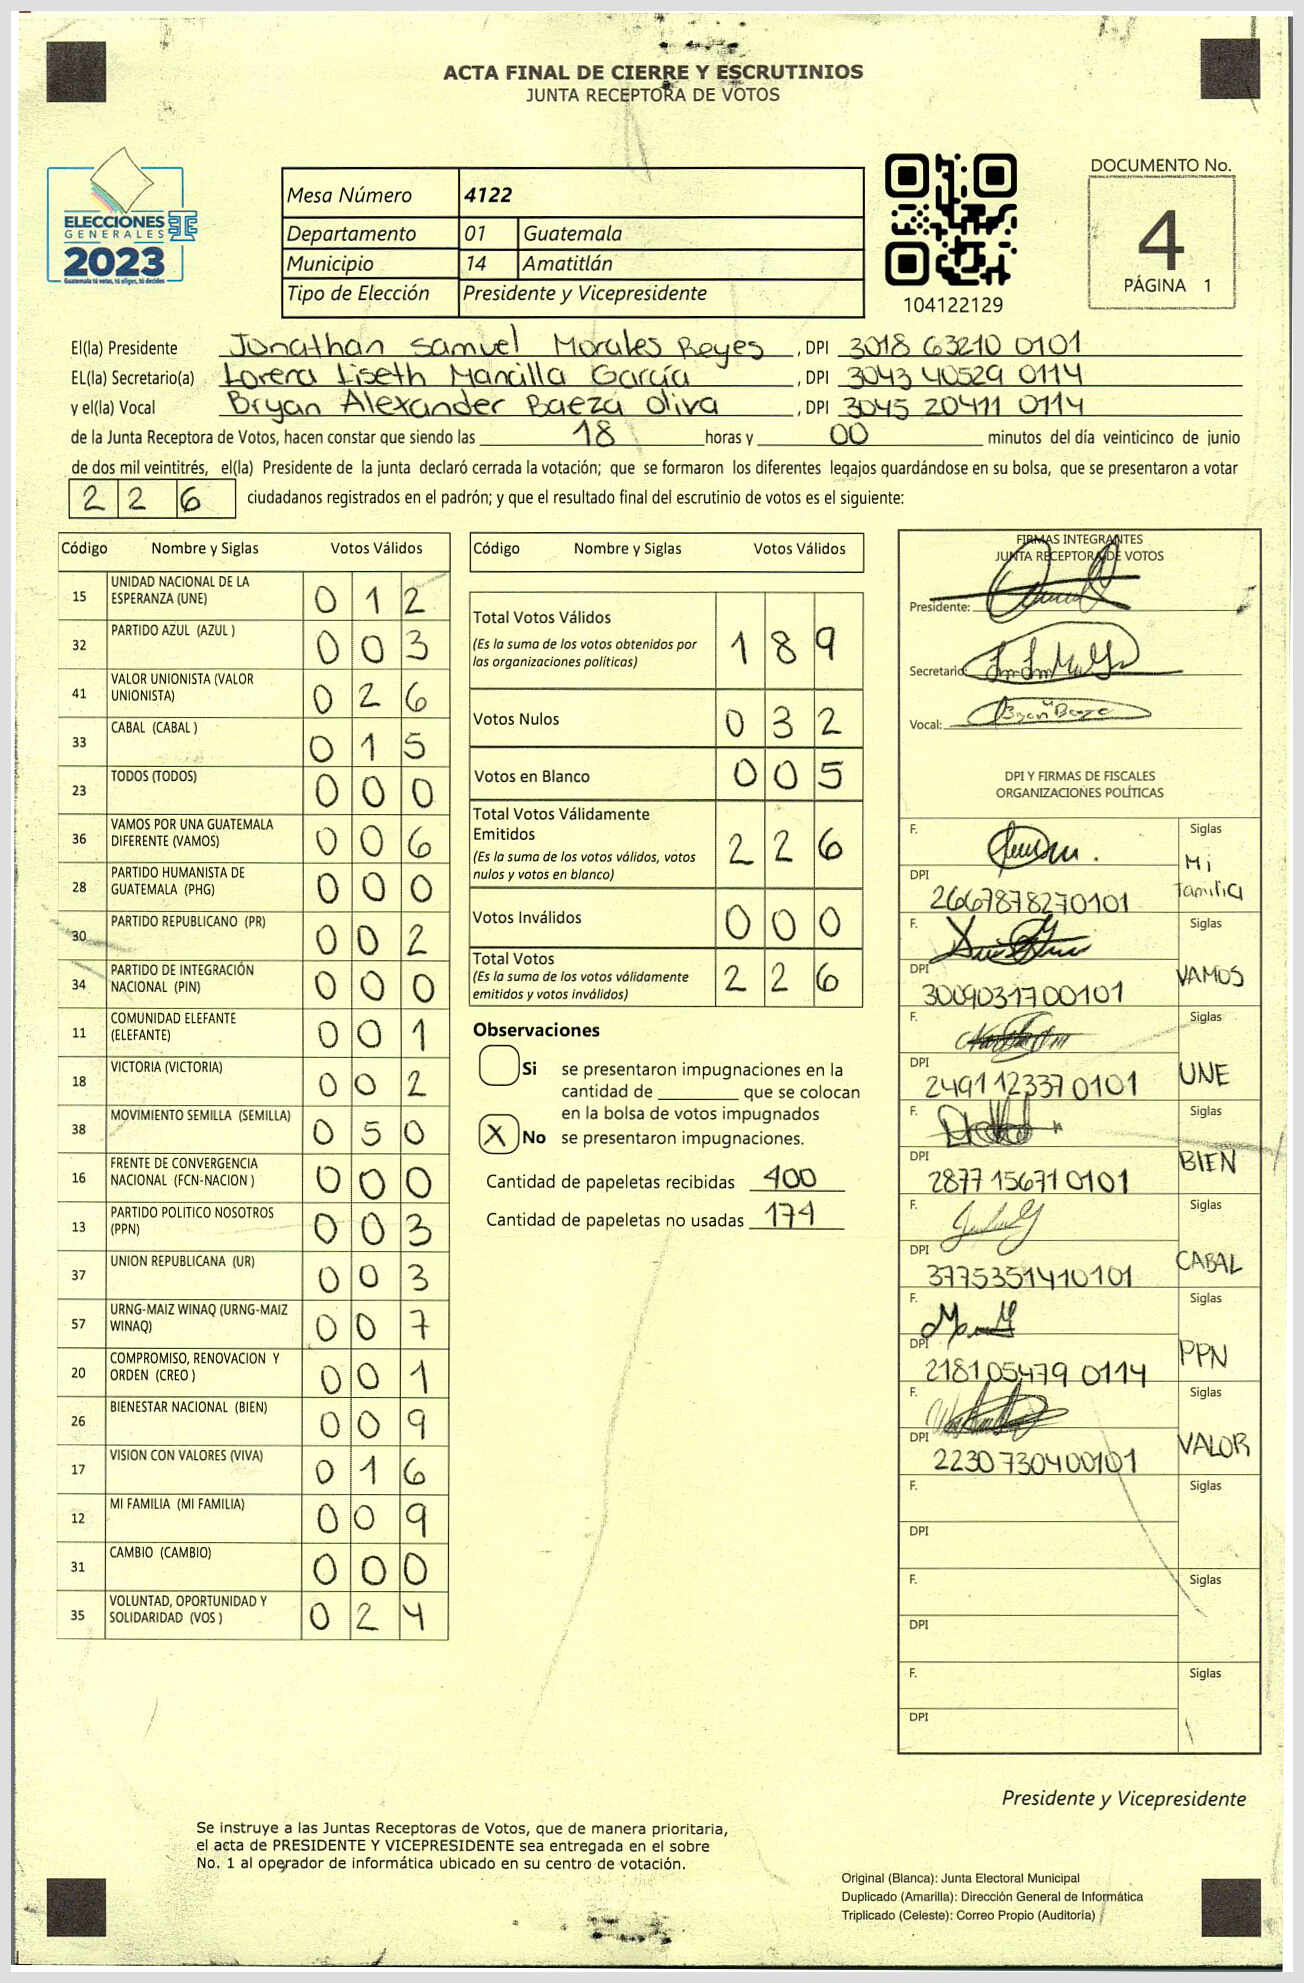 ACTA FINAL DE CIERRE Y ESCRUTINIOS
JUNTA RECEPTORA DE VOTOS
ELECCIONES
GENERALES
2023
Guatemala tú votas, tú eliges, tú decides
Mesa Número 4122
Departamento 01 Guatemala
Municipio 14 Amatitlán
Tipo de Elección Presidente y Vicepresidente
104122129
DOCUMENTO No.
4
PÁGINA 1
El(la) Presidente Jonathan Samuel Morales Reyes , DPI 3018 63210 0101
EL(la) Secretario(a) Lorena Liseth Mancilla García , DPI 3043 40529 0114
y el(la) Vocal Bryan Alexander Baeza Oliva , DPI 3045 20411 0114
de la Junta Receptora de Votos, hacen constar que siendo las 18 horas y 00 minutos del día veinticinco de junio
de dos mil veintitrés, el(la) Presidente de la junta declaró cerrada la votación; que se formaron los diferentes legajos guardándose en su bolsa, que se presentaron a votar
2 2 6 ciudadanos registrados en el padrón; y que el resultado final del escrutinio de votos es el siguiente:
Código Nombre y Siglas Votos Válidos
15 UNIDAD NACIONAL DE LA ESPERANZA (UNE) 0 1 2
32 PARTIDO AZUL (AZUL ) 0 0 3
41 VALOR UNIONISTA (VALOR UNIONISTA) 0 2 6
33 CABAL (CABAL ) 0 1 5
23 TODOS (TODOS) 0 0 0
36 VAMOS POR UNA GUATEMALA DIFERENTE (VAMOS) 0 0 6
28 PARTIDO HUMANISTA DE GUATEMALA (PHG) 0 0 0
30 PARTIDO REPUBLICANO (PR) 0 0 2
34 PARTIDO DE INTEGRACIÓN NACIONAL (PIN) 0 0 0
11 COMUNIDAD ELEFANTE (ELEFANTE) 0 0 1
18 VICTORIA (VICTORIA) 0 0 2
38 MOVIMIENTO SEMILLA (SEMILLA) 0 5 0
16 FRENTE DE CONVERGENCIA NACIONAL (FCN-NACION ) 0 0 0
13 PARTIDO POLITICO NOSOTROS (PPN) 0 0 3
37 UNION REPUBLICANA (UR) 0 0 3
57 URNG-MAIZ WINAQ (URNG-MAIZ WINAQ) 0 0 7
20 COMPROMISO, RENOVACION Y ORDEN (CREO ) 0 0 1
26 BIENESTAR NACIONAL (BIEN) 0 0 9
17 VISION CON VALORES (VIVA) 0 1 6
12 MI FAMILIA (MI FAMILIA) 0 0 9
31 CAMBIO (CAMBIO) 0 0 0
35 VOLUNTAD, OPORTUNIDAD Y SOLIDARIDAD (VOS ) 0 2 4
Código Nombre y Siglas Votos Válidos
Total Votos Válidos 1 8 9
(Es la suma de los votos obtenidos por
las organizaciones políticas)
Votos Nulos 0 3 2
Votos en Blanco 0 0 5
Total Votos Válidamente
Emitidos 2 2 6
(Es la suma de los votos válidos, votos
nulos y votos en blanco)
Votos Inválidos 0 0 0
Total Votos 2 2 6
(Es la suma de los votos válidamente
emitidos y votos inválidos)
Observaciones
Si se presentaron impugnaciones en la
cantidad de ________ que se colocan
en la bolsa de votos impugnados
X No se presentaron impugnaciones.
Cantidad de papeletas recibidas 400
Cantidad de papeletas no usadas 174
FIRMAS INTEGRANTES
JUNTA RECEPTORA DE VOTOS
Presidente:
Secretario:
Vocal: Bryan Baeza
DPI Y FIRMAS DE FISCALES
ORGANIZACIONES POLÍTICAS
F. Siglas
Mi familia
DPI 2667878270101
F. Siglas
VAMOS
DPI 3009031700101
F. Siglas
UNE
DPI 2491 12337 0101
F. Siglas
BIEN
DPI 2877 15671 0101
F. Siglas
CABAL
DPI 3775351410101
F. Siglas
PPN
DPI 218105479 0114
F. Siglas
VALOR
DPI 2230730400101
F. Siglas
DPI
F. Siglas
DPI
F. Siglas
DPI
Presidente y Vicepresidente
Se instruye a las Juntas Receptoras de Votos, que de manera prioritaria,
el acta de PRESIDENTE Y VICEPRESIDENTE sea entregada en el sobre
No. 1 al operador de informática ubicado en su centro de votación.
Original (Blanca): Junta Electoral Municipal
Duplicado (Amarilla): Dirección General de Informática
Triplicado (Celeste): Correo Propio (Auditoría)